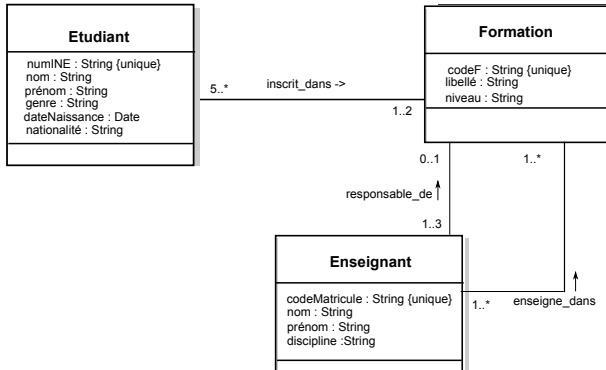 Etudiant
numINE : String {unique}
nom : String
prénom : String
genre : String
dateNaissance : Date
nationalité : String
5..*
inscrit_dans ->
1..2
Formation
codeF : String {unique}
libellé : String
niveau : String
0..1
1..*
responsable_de
1..3
Enseignant
codeMatricule : String {unique}
nom : String
prénom : String
discipline :String
1..*
enseigne_dans